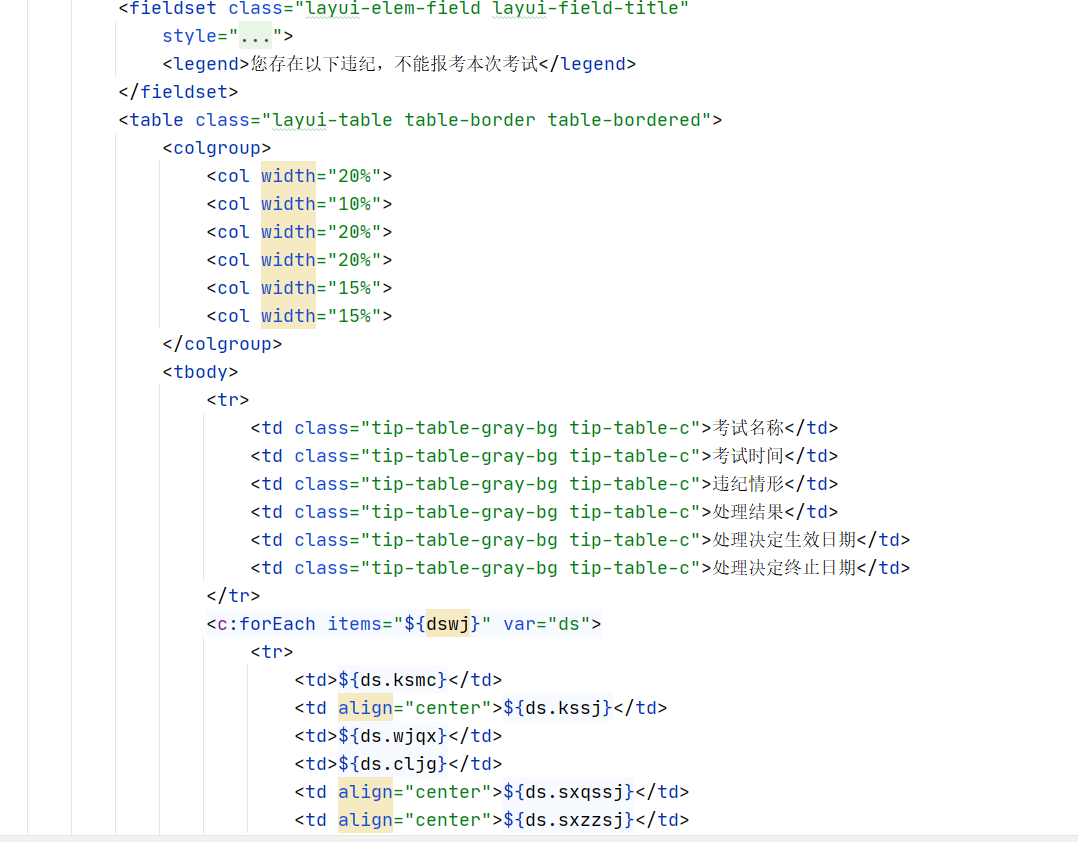 <fieldset class="layui-elem-field layui-field-title"
style="...">
<legend>您存在以下违纪，不能报考本次考试</legend>
</fieldset>
<table class="layui-table table-border table-bordered">
<colgroup>
<col width="20%">
<col width="10%">
<col width="20%">
<col width="20%">
<col width="15%">
<col width="15%">
</colgroup>
<tbody>
<tr>
<td class="tip-table-gray-bg tip-table-c">考试名称</td>
<td class="tip-table-gray-bg tip-table-c">考试时间</td>
<td class="tip-table-gray-bg tip-table-c">违纪情形</td>
<td class="tip-table-gray-bg tip-table-c">处理结果</td>
<td class="tip-table-gray-bg tip-table-c">处理决定生效日期</td>
<td class="tip-table-gray-bg tip-table-c">处理决定终止日期</td>
</tr>
<c:forEach items="${dswj}" var="ds">
<tr>
<td>${ds.ksmc}</td>
<td align="center">${ds.kssj}</td>
<td>${ds.wjqx}</td>
<td>${ds.cljg}</td>
<td align="center">${ds.sxqssj}</td>
<td align="center">${ds.sxzzsj}</td>